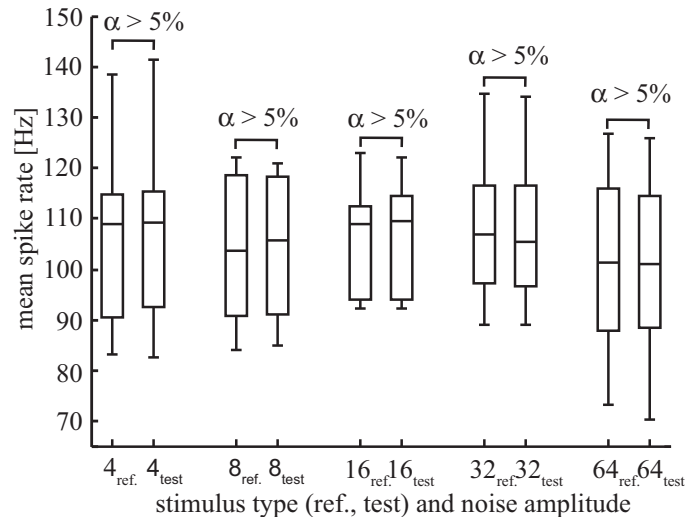 150
140
130
120
110
100
90
80
70
mean spike rate [Hz]
α > 5%
α > 5%
α > 5%
α > 5%
α > 5%
4ref. 4test 8ref. 8test 16ref. 16test 32ref. 32test 64ref. 64test
stimulus type (ref., test) and noise amplitude